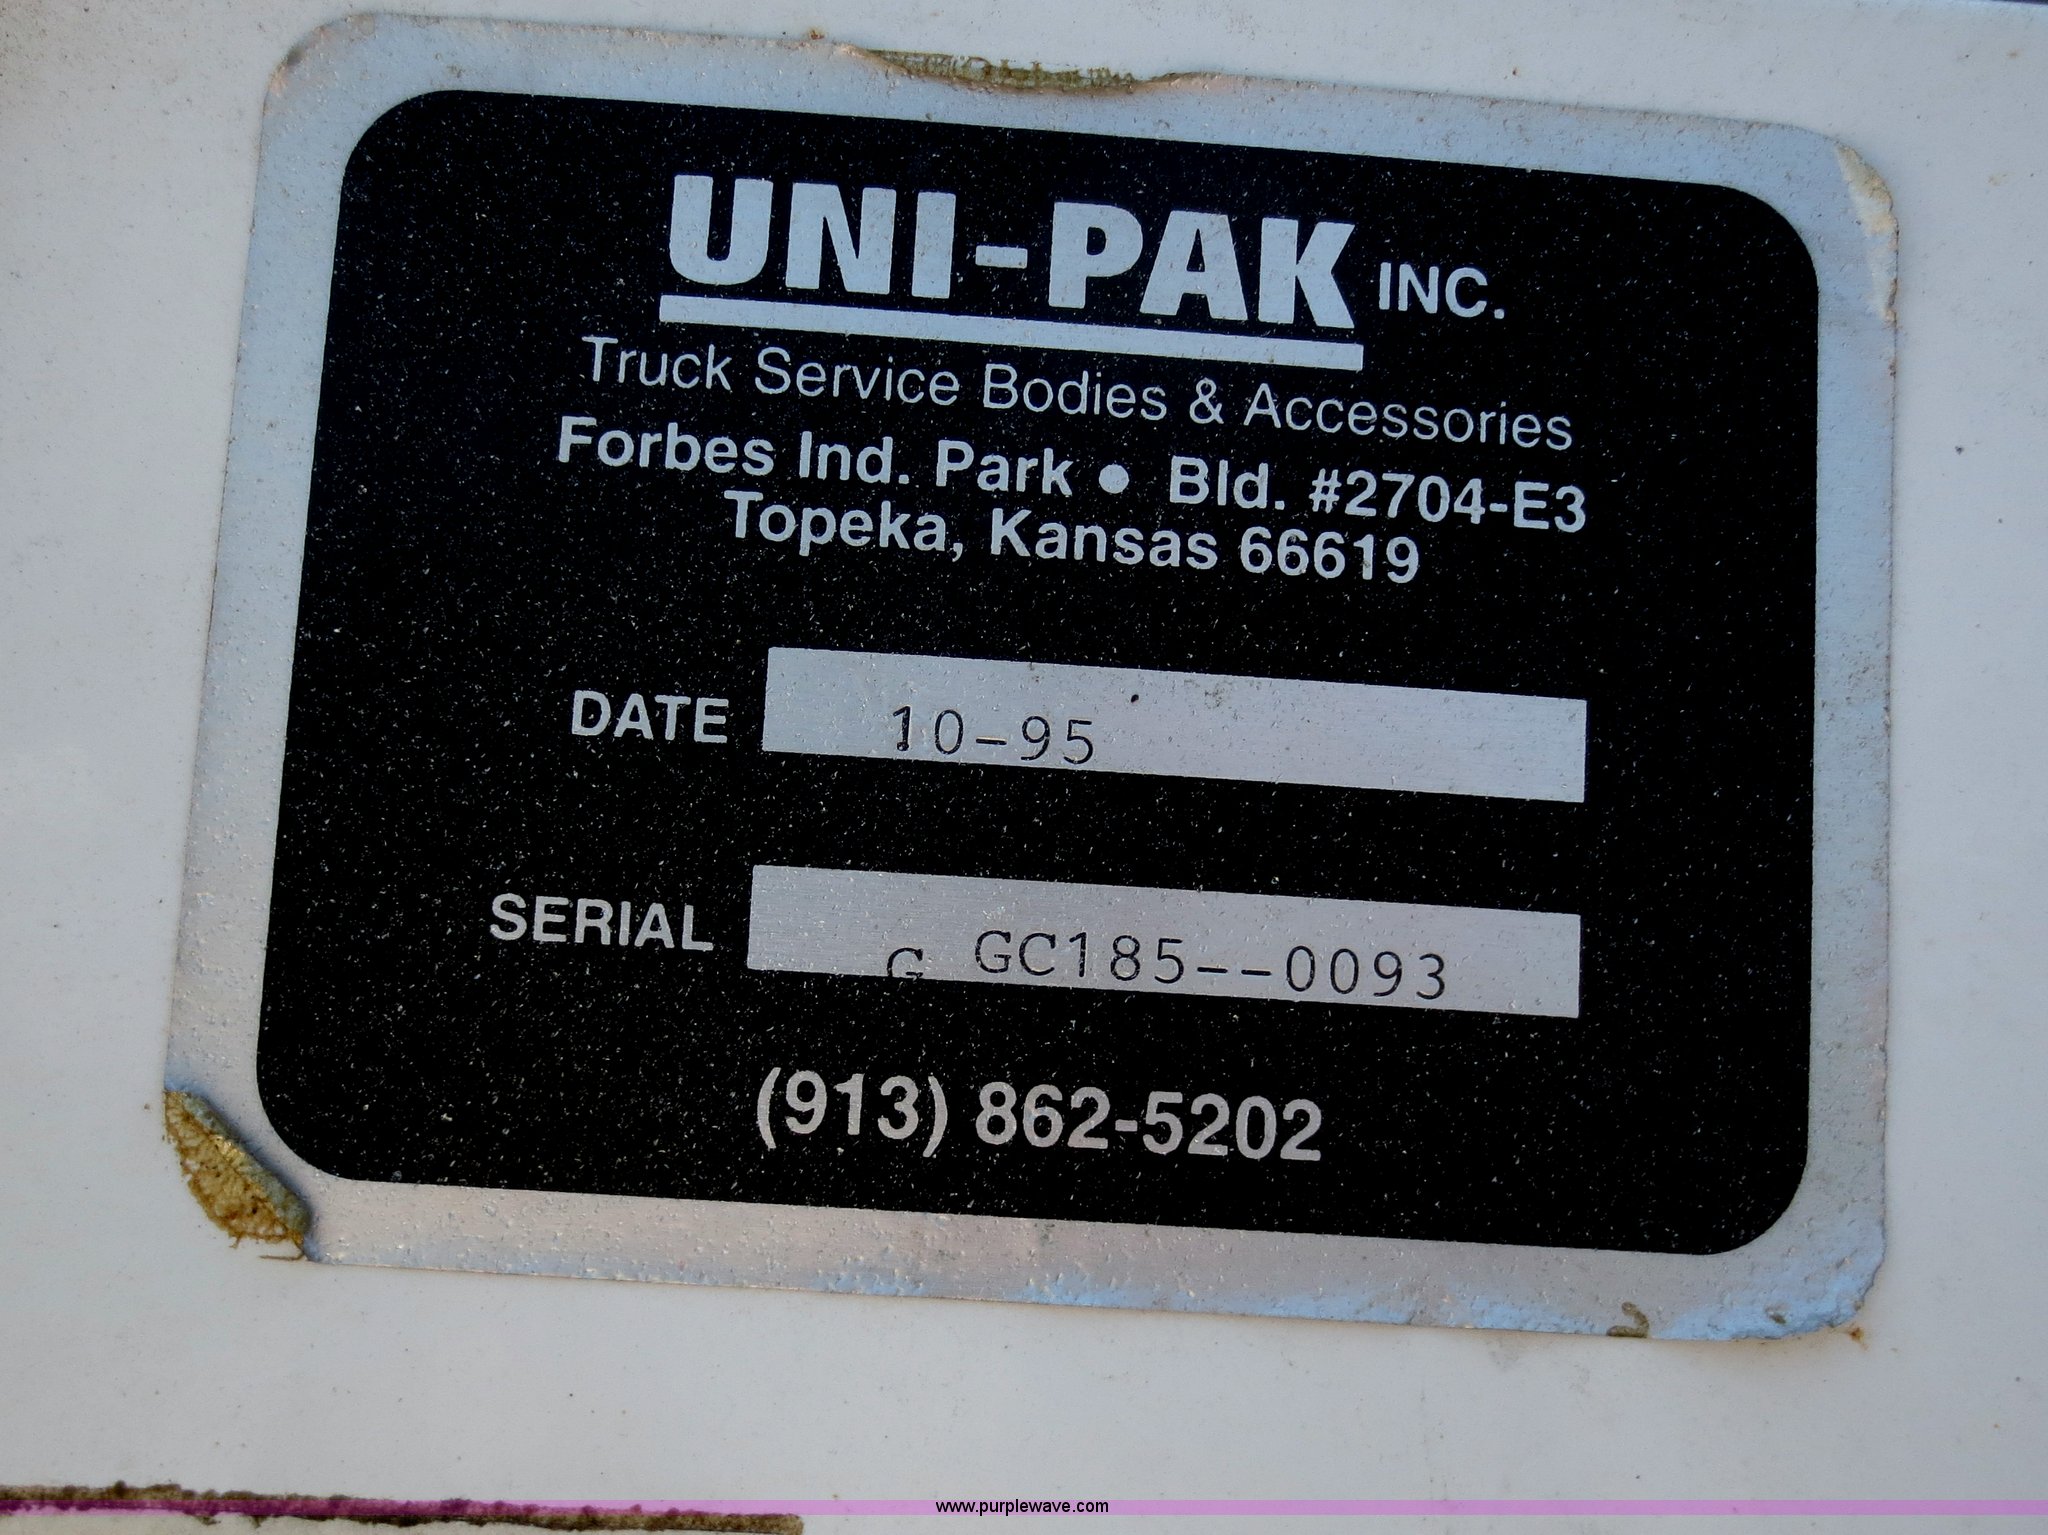 UNI-PAK INC.
Truck Service Bodies & Accessories
Forbes Ind. Park • Bld. #2704-E3
Topeka, Kansas 66619
DATE 10-95
SERIAL G GC185--0093
(913) 862-5202
www.purplewave.com